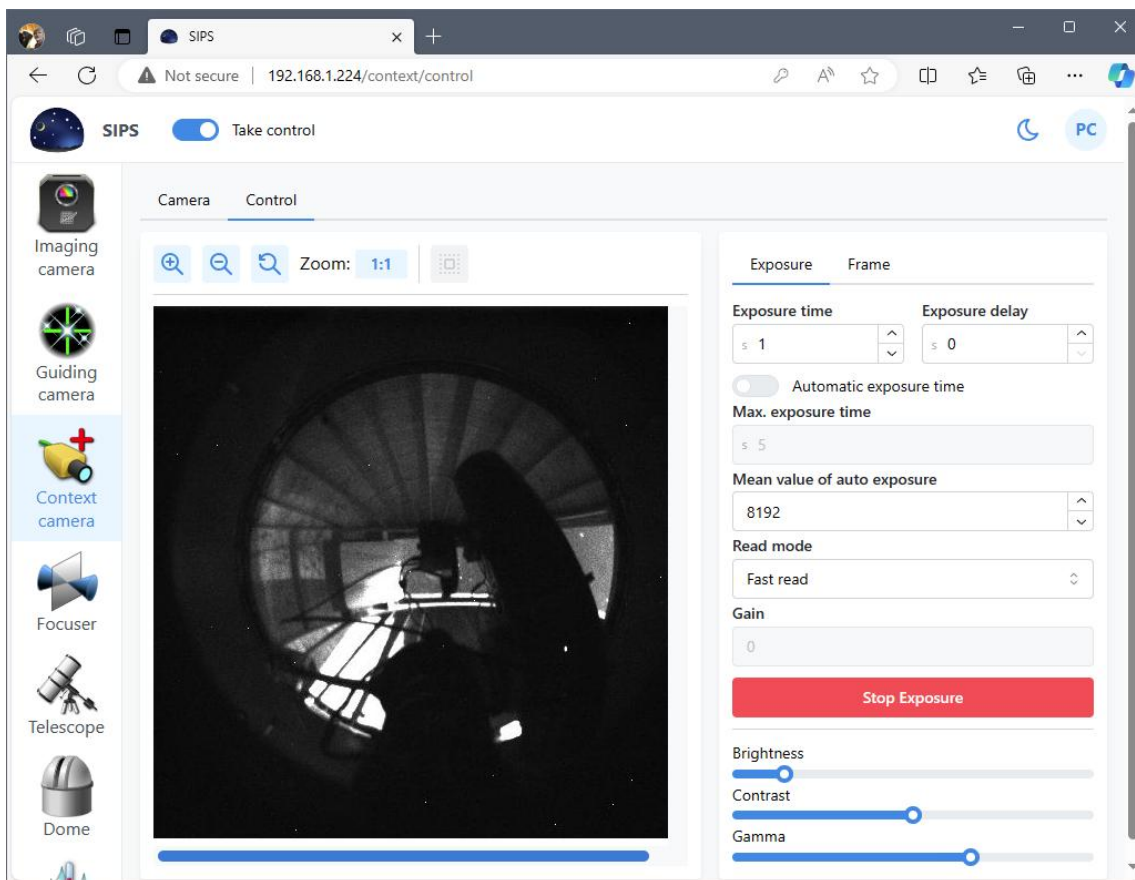 SIPS
Not secure
192.168.1.224/context/control
SIPS
Take control
PC
Imaging
camera
Guiding
camera
Context
camera
Focuser
Telescope
Dome
Camera
Control
Zoom:
1:1
Exposure
Frame
Exposure time
Exposure delay
s 1
s 0
Automatic exposure time
Max. exposure time
s 5
Mean value of auto exposure
8192
Read mode
Fast read
Gain
0
Stop Exposure
Brightness
Contrast
Gamma